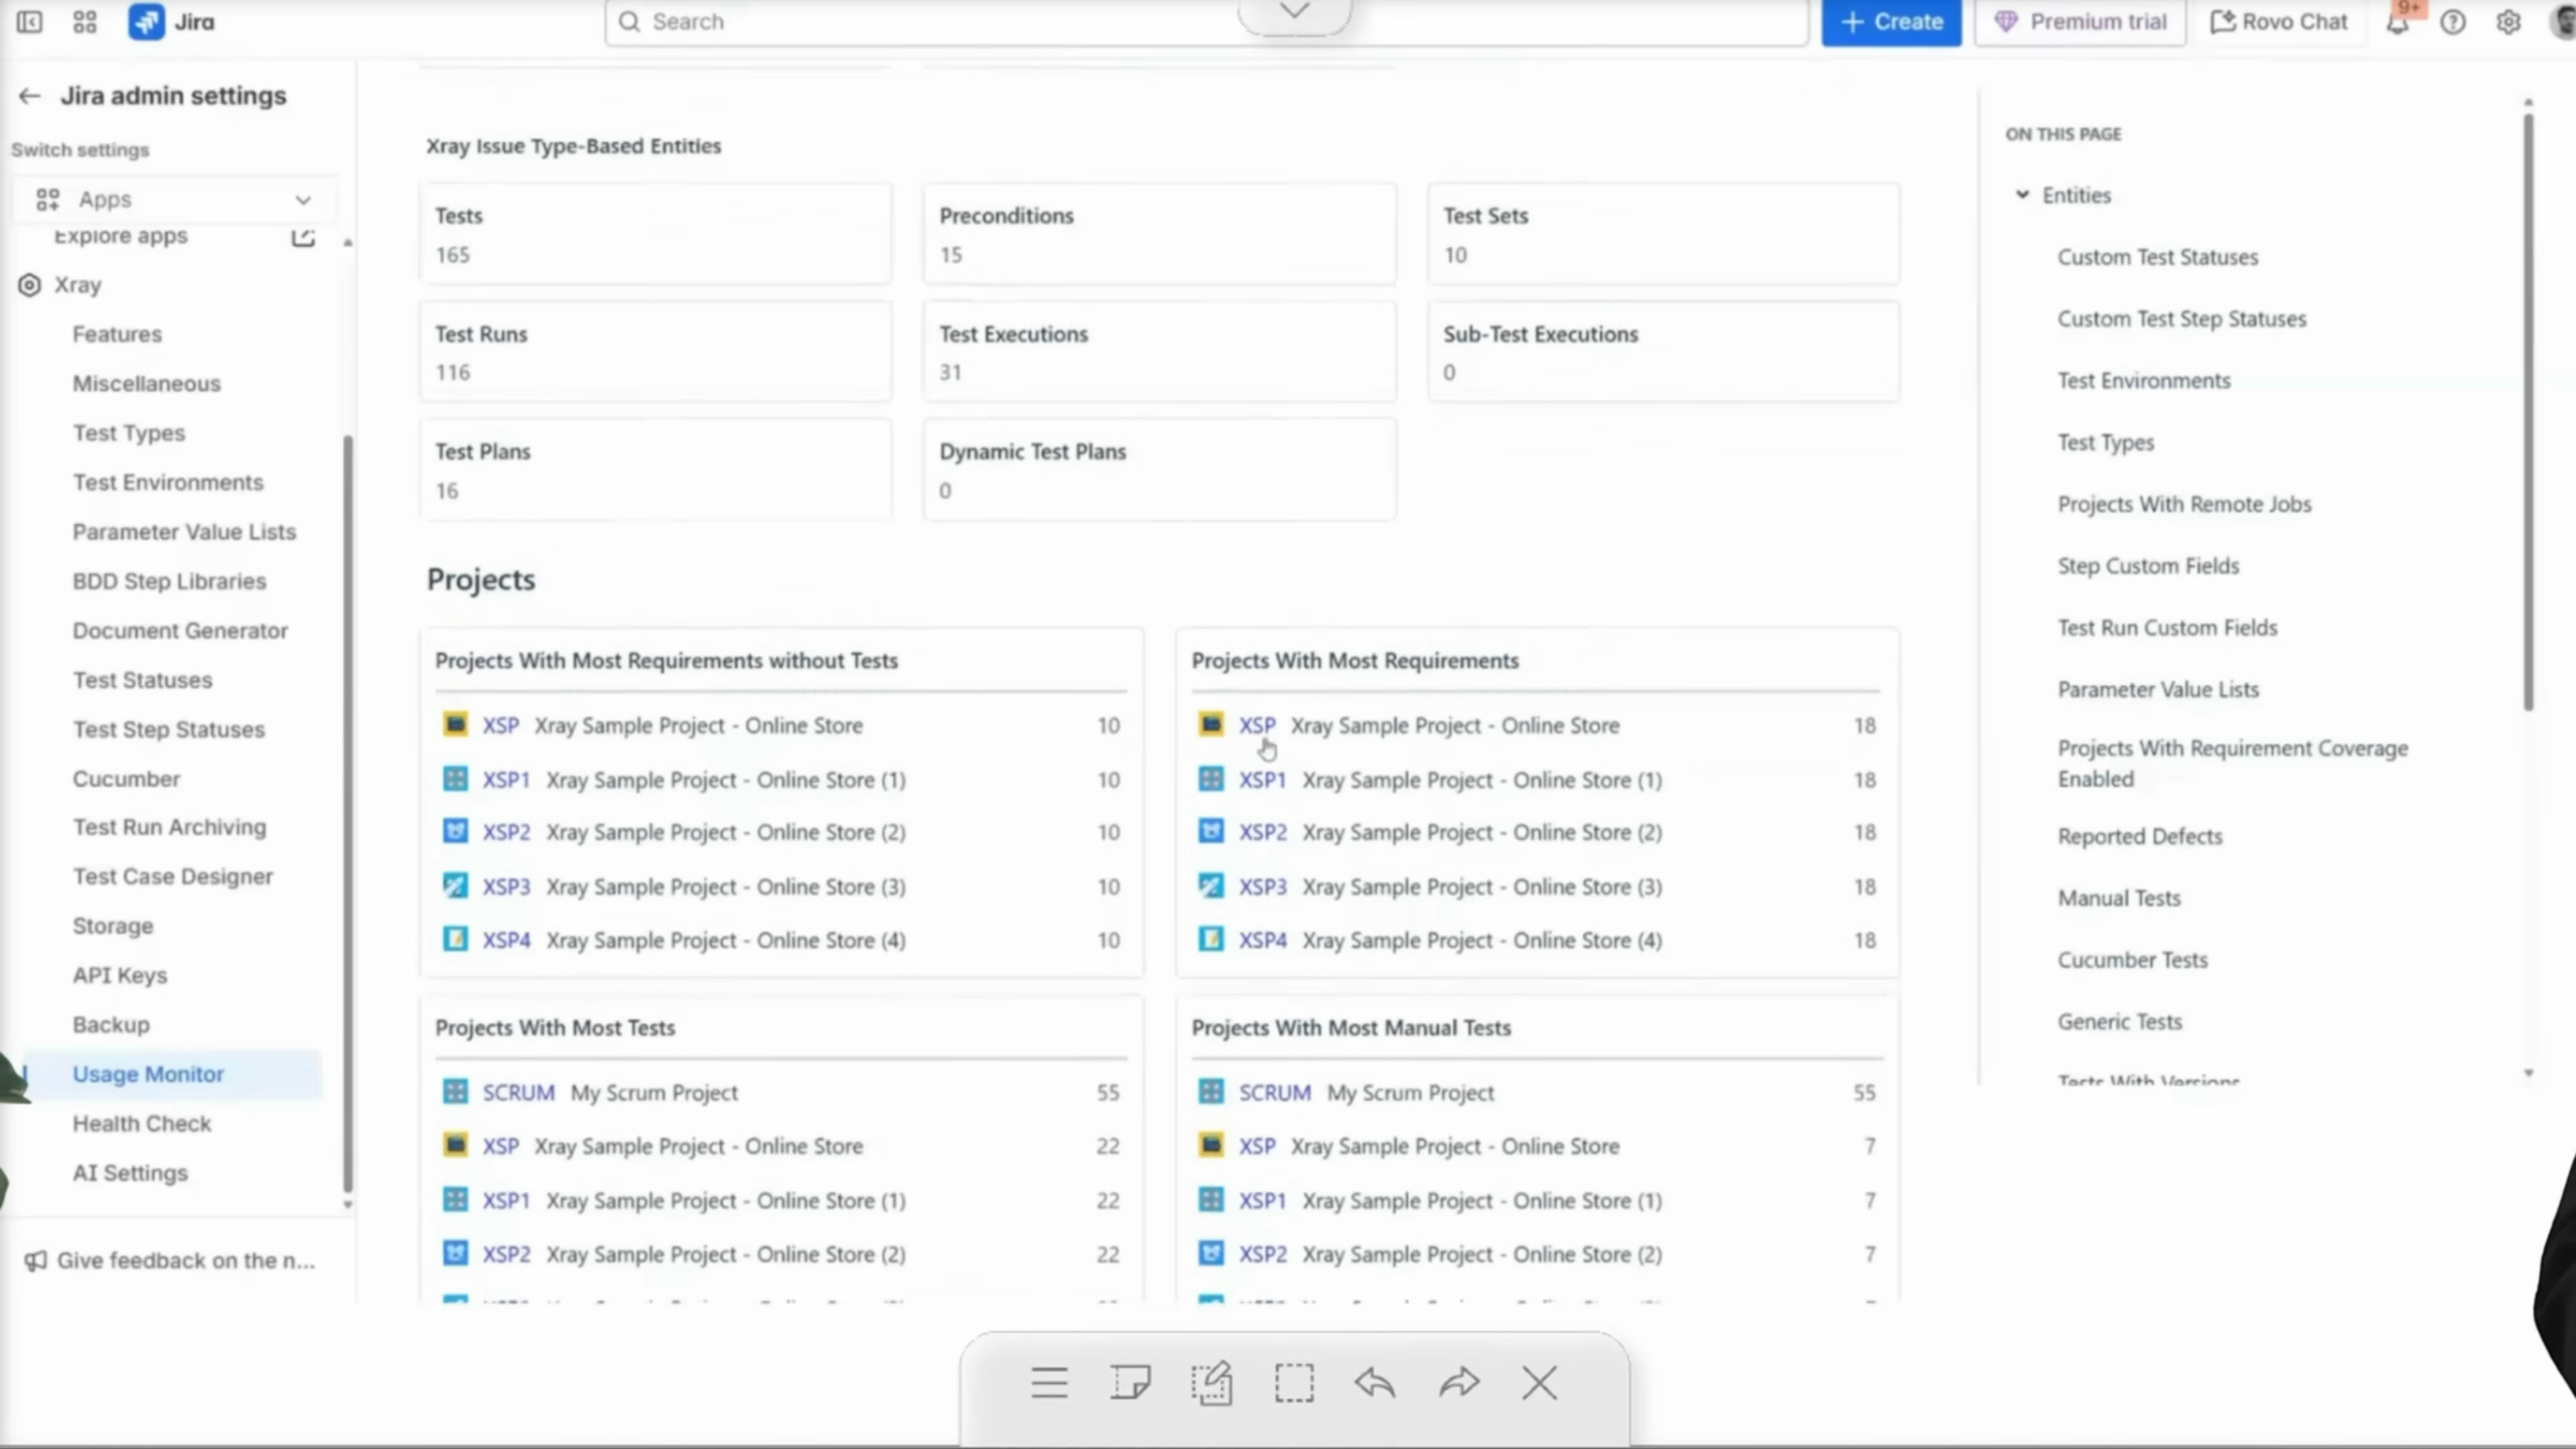 Jira
Search
Create
Premium trial
Rovo Chat
9+
Jira admin settings
Switch settings
Apps
Explore apps
Xray
Features
Miscellaneous
Test Types
Test Environments
Parameter Value Lists
BDD Step Libraries
Document Generator
Test Statuses
Test Step Statuses
Cucumber
Test Run Archiving
Test Case Designer
Storage
API Keys
Backup
Usage Monitor
Health Check
AI Settings
Give feedback on the n...
Xray Issue Type-Based Entities
Tests
165
Preconditions
15
Test Sets
10
Test Runs
116
Test Executions
31
Sub-Test Executions
0
Test Plans
16
Dynamic Test Plans
0
Projects
Projects With Most Requirements without Tests
XSP Xray Sample Project - Online Store 10
XSP1 Xray Sample Project - Online Store (1) 10
XSP2 Xray Sample Project - Online Store (2) 10
XSP3 Xray Sample Project - Online Store (3) 10
XSP4 Xray Sample Project - Online Store (4) 10
Projects With Most Requirements
XSP Xray Sample Project - Online Store 18
XSP1 Xray Sample Project - Online Store (1) 18
XSP2 Xray Sample Project - Online Store (2) 18
XSP3 Xray Sample Project - Online Store (3) 18
XSP4 Xray Sample Project - Online Store (4) 18
Projects With Most Tests
SCRUM My Scrum Project 55
XSP Xray Sample Project - Online Store 22
XSP1 Xray Sample Project - Online Store (1) 22
XSP2 Xray Sample Project - Online Store (2) 22
Projects With Most Manual Tests
SCRUM My Scrum Project 55
XSP Xray Sample Project - Online Store 7
XSP1 Xray Sample Project - Online Store (1) 7
XSP2 Xray Sample Project - Online Store (2) 7
ON THIS PAGE
Entities
Custom Test Statuses
Custom Test Step Statuses
Test Environments
Test Types
Projects With Remote Jobs
Step Custom Fields
Test Run Custom Fields
Parameter Value Lists
Projects With Requirement Coverage
Enabled
Reported Defects
Manual Tests
Cucumber Tests
Generic Tests
Tests With Versions